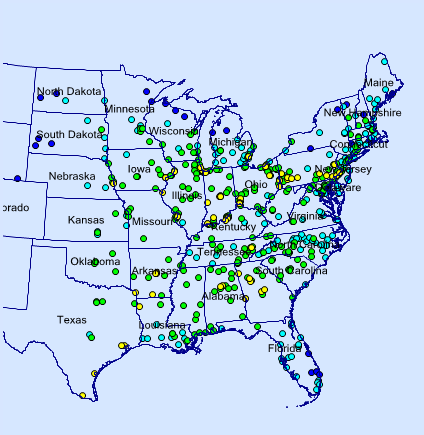 Maine
North Dakota
Minnesota
New Hampshire
South Dakota
Wisconsin
Michigan
Connecticut
Iowa
Nebraska
New Jersey
Ohio
Delaware
Illinois
orado
Kansas
Missouri
Virginia
Kentucky
North Carolina
Tennessee
Oklahoma
Arkansas
South Carolina
Alabama
Texas
Louisiana
Florida